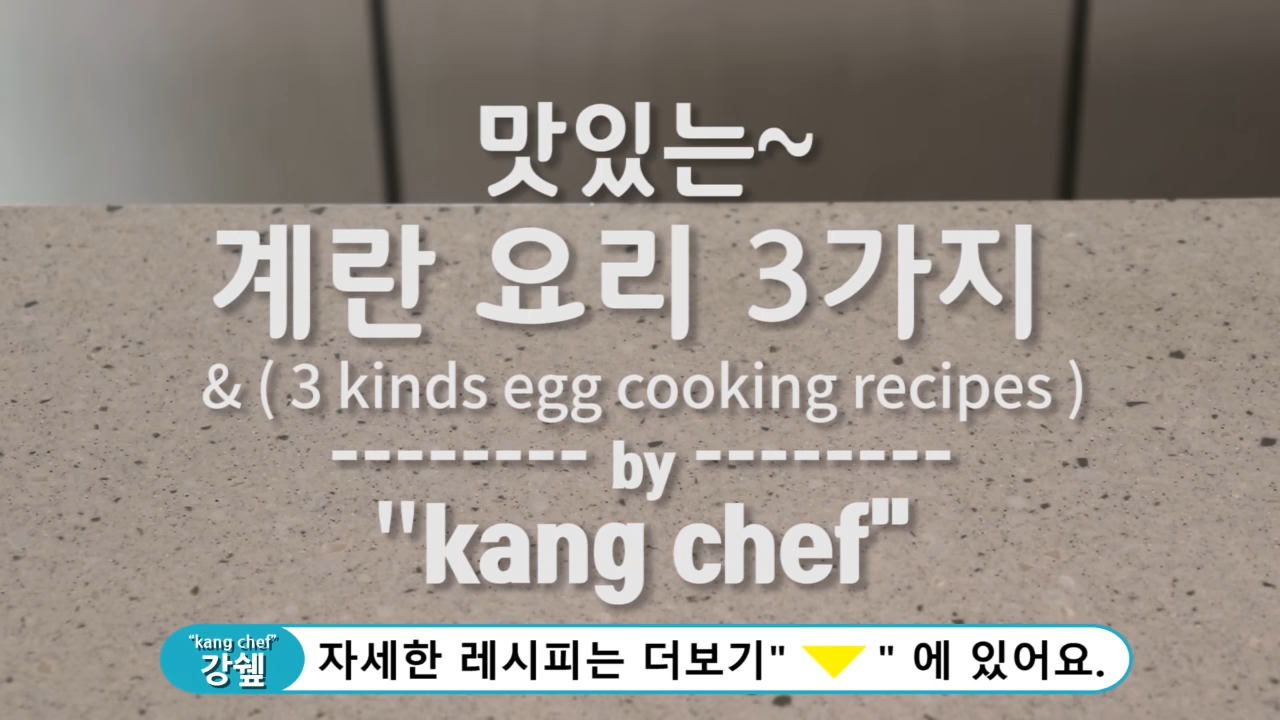 맛있는~
계란 요리 3가지
& ( 3 kinds egg cooking recipes )
-------- by --------
"kang chef"
"kang chef"
강쉪
자세한 레시피는 더보기" ▼ " 에 있어요.